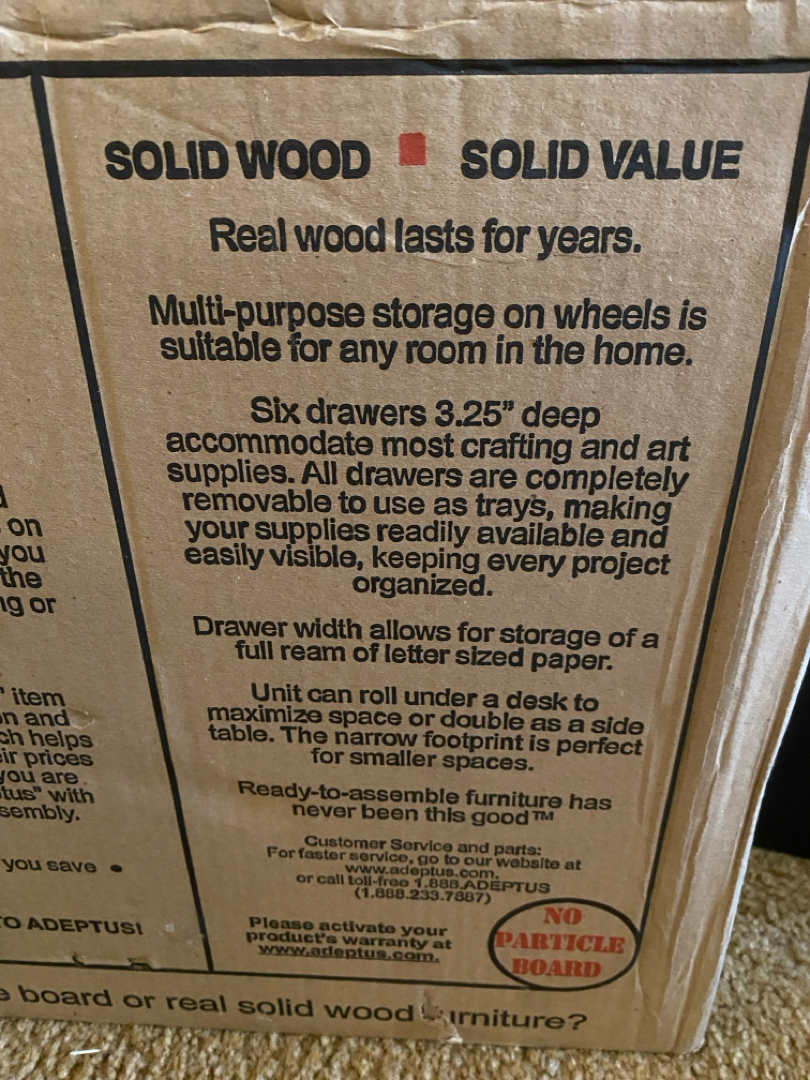 SOLID WOOD SOLID VALUE
Real wood lasts for years.
Multi-purpose storage on wheels is
suitable for any room in the home.
Six drawers 3.25” deep
accommodate most crafting and art
supplies. All drawers are completely
removable to use as trays, making
your supplies readily available and
easily visible, keeping every project
organized.
Drawer width allows for storage of a
full ream of letter sized paper.
Unit can roll under a desk to
maximize space or double as a side
table. The narrow footprint is perfect
for smaller spaces.
Ready-to-assemble furniture has
never been this good™
Customer Service and parts:
For faster service, go to our website at
www.adeptus.com.
or call toll-free 1.888.ADEPTUS
(1.888.233.7887)
Please activate your
product's warranty at
www.adeptus.com.
NO
PARTICLE
BOARD
on
you
the
or
item
and
helps
prices
you are
with
you save •
ADEPTUS!
board or real solid wood